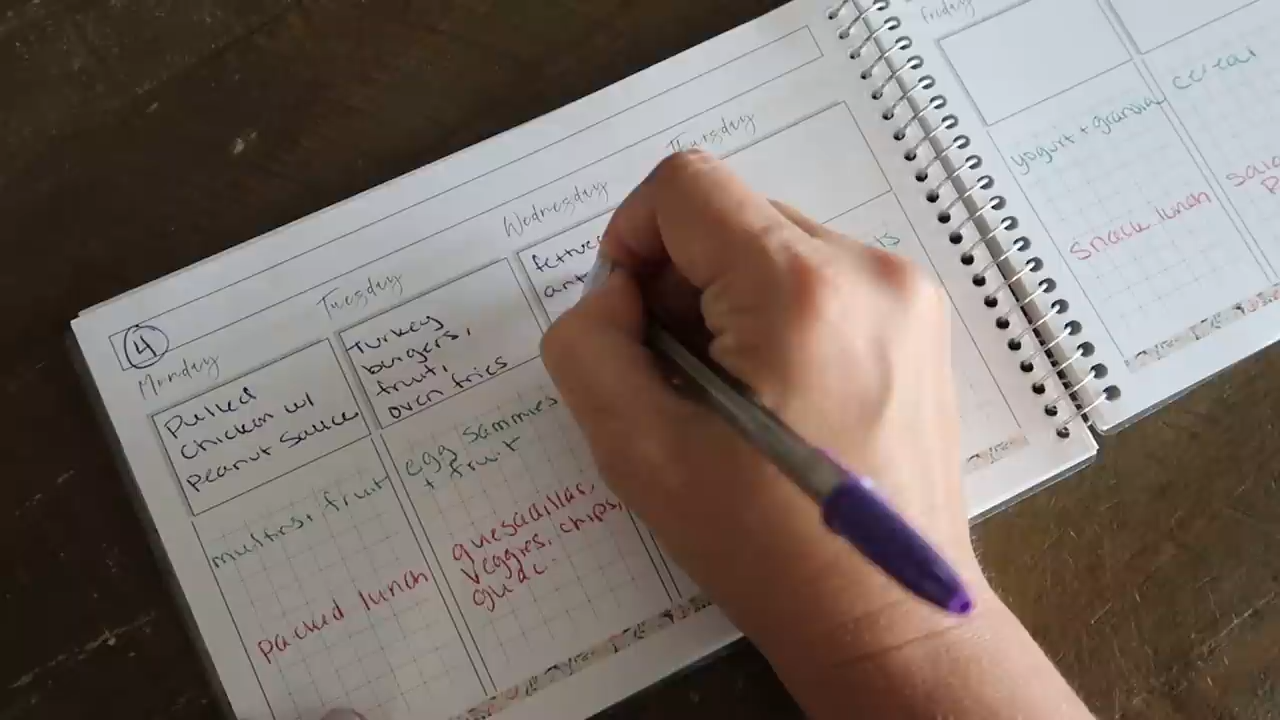 4
Monday
Pulled
Chicken w/
Peanut Sauce
muffins, fruit
packed lunch
Tuesday
Turkey
burgers,
fruit,
oven fries
egg sammies
+ fruit
quesadillas,
veggies, chips,
guac
Wednesday
Thursday
Friday
yogurt + granola
snack lunch
cereal